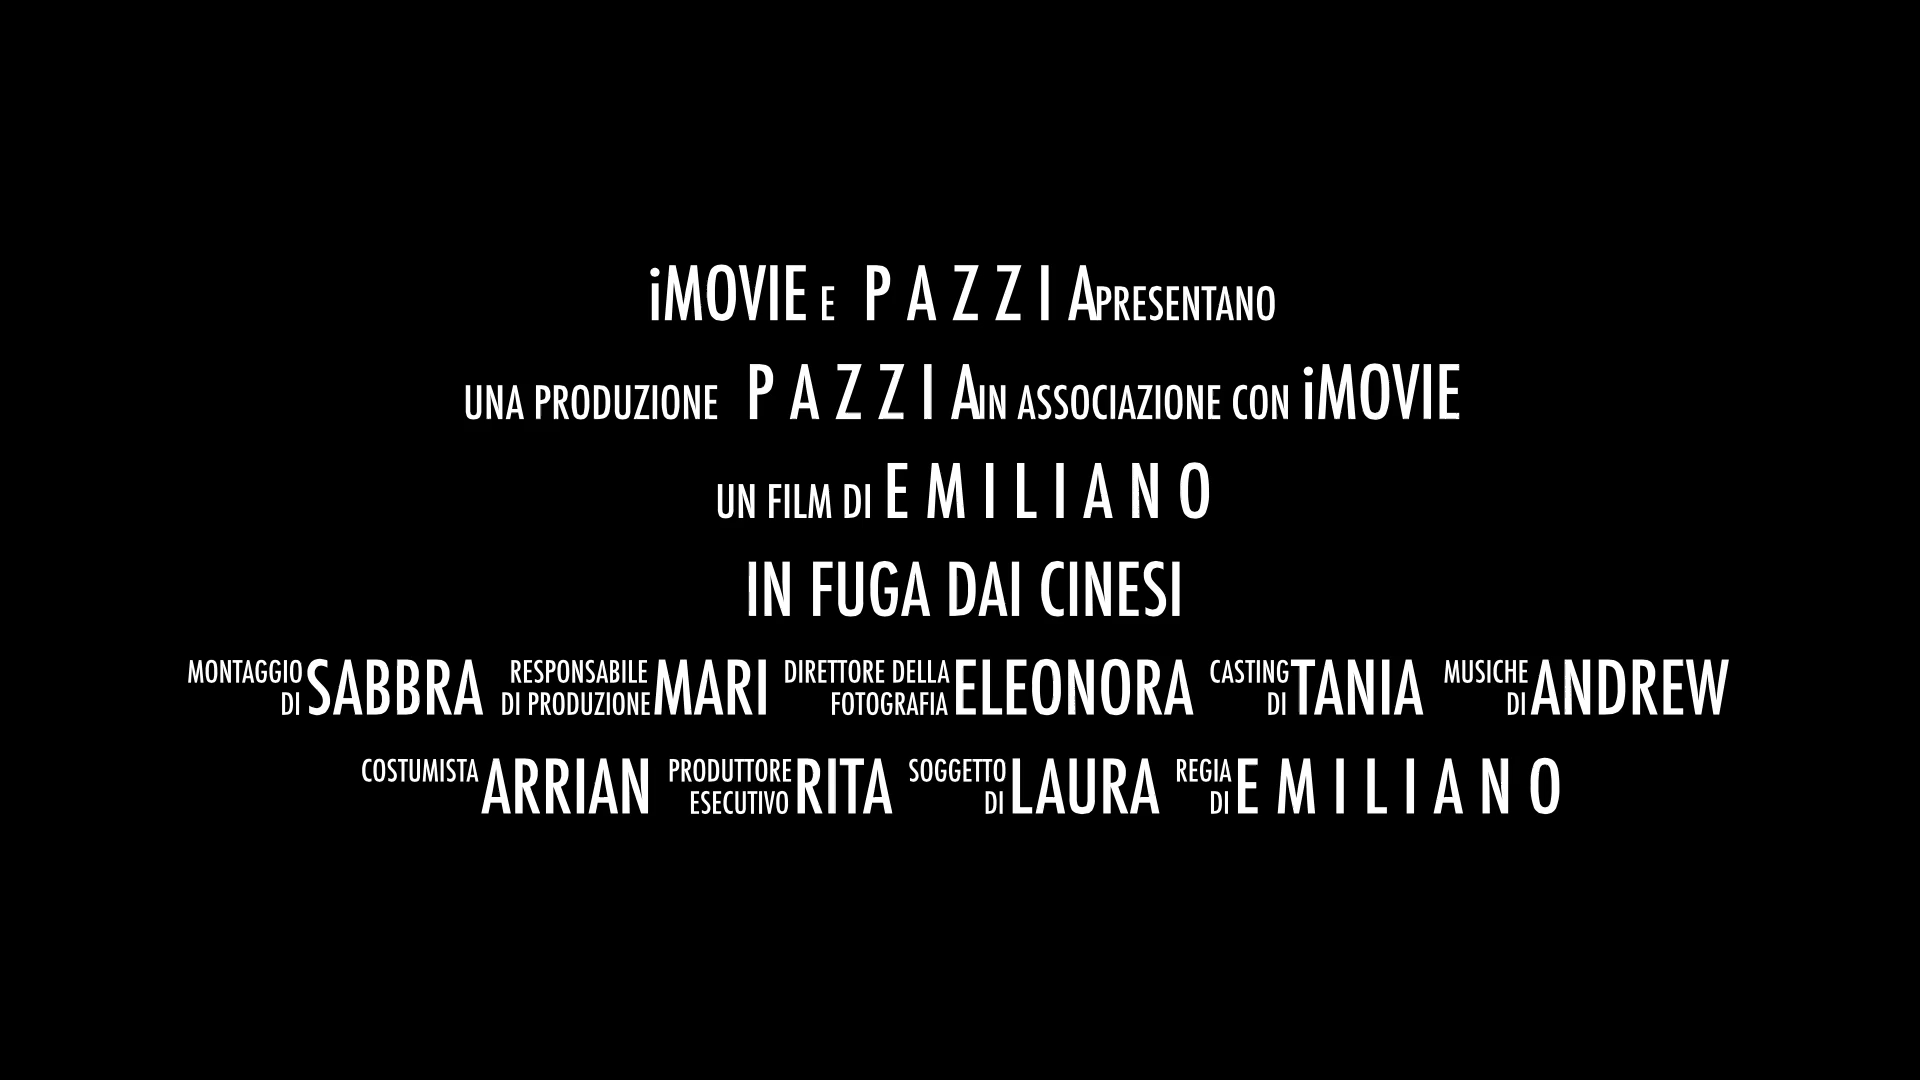 iMOVIE E P A Z Z I A PRESENTANO
UNA PRODUZIONE P A Z Z I A IN ASSOCIAZIONE CON iMOVIE
UN FILM DI E M I L I A N O
IN FUGA DAI CINESI
MONTAGGIO DI SABBRA RESPONSABILE DI PRODUZIONE MARI DIRETTORE DELLA FOTOGRAFIA ELEONORA CASTING DI TANIA MUSICHE DI ANDREW
COSTUMISTA ARRIAN PRODUTTORE ESECUTIVO RITA SOGGETTO DI LAURA REGIA DI E M I L I A N O